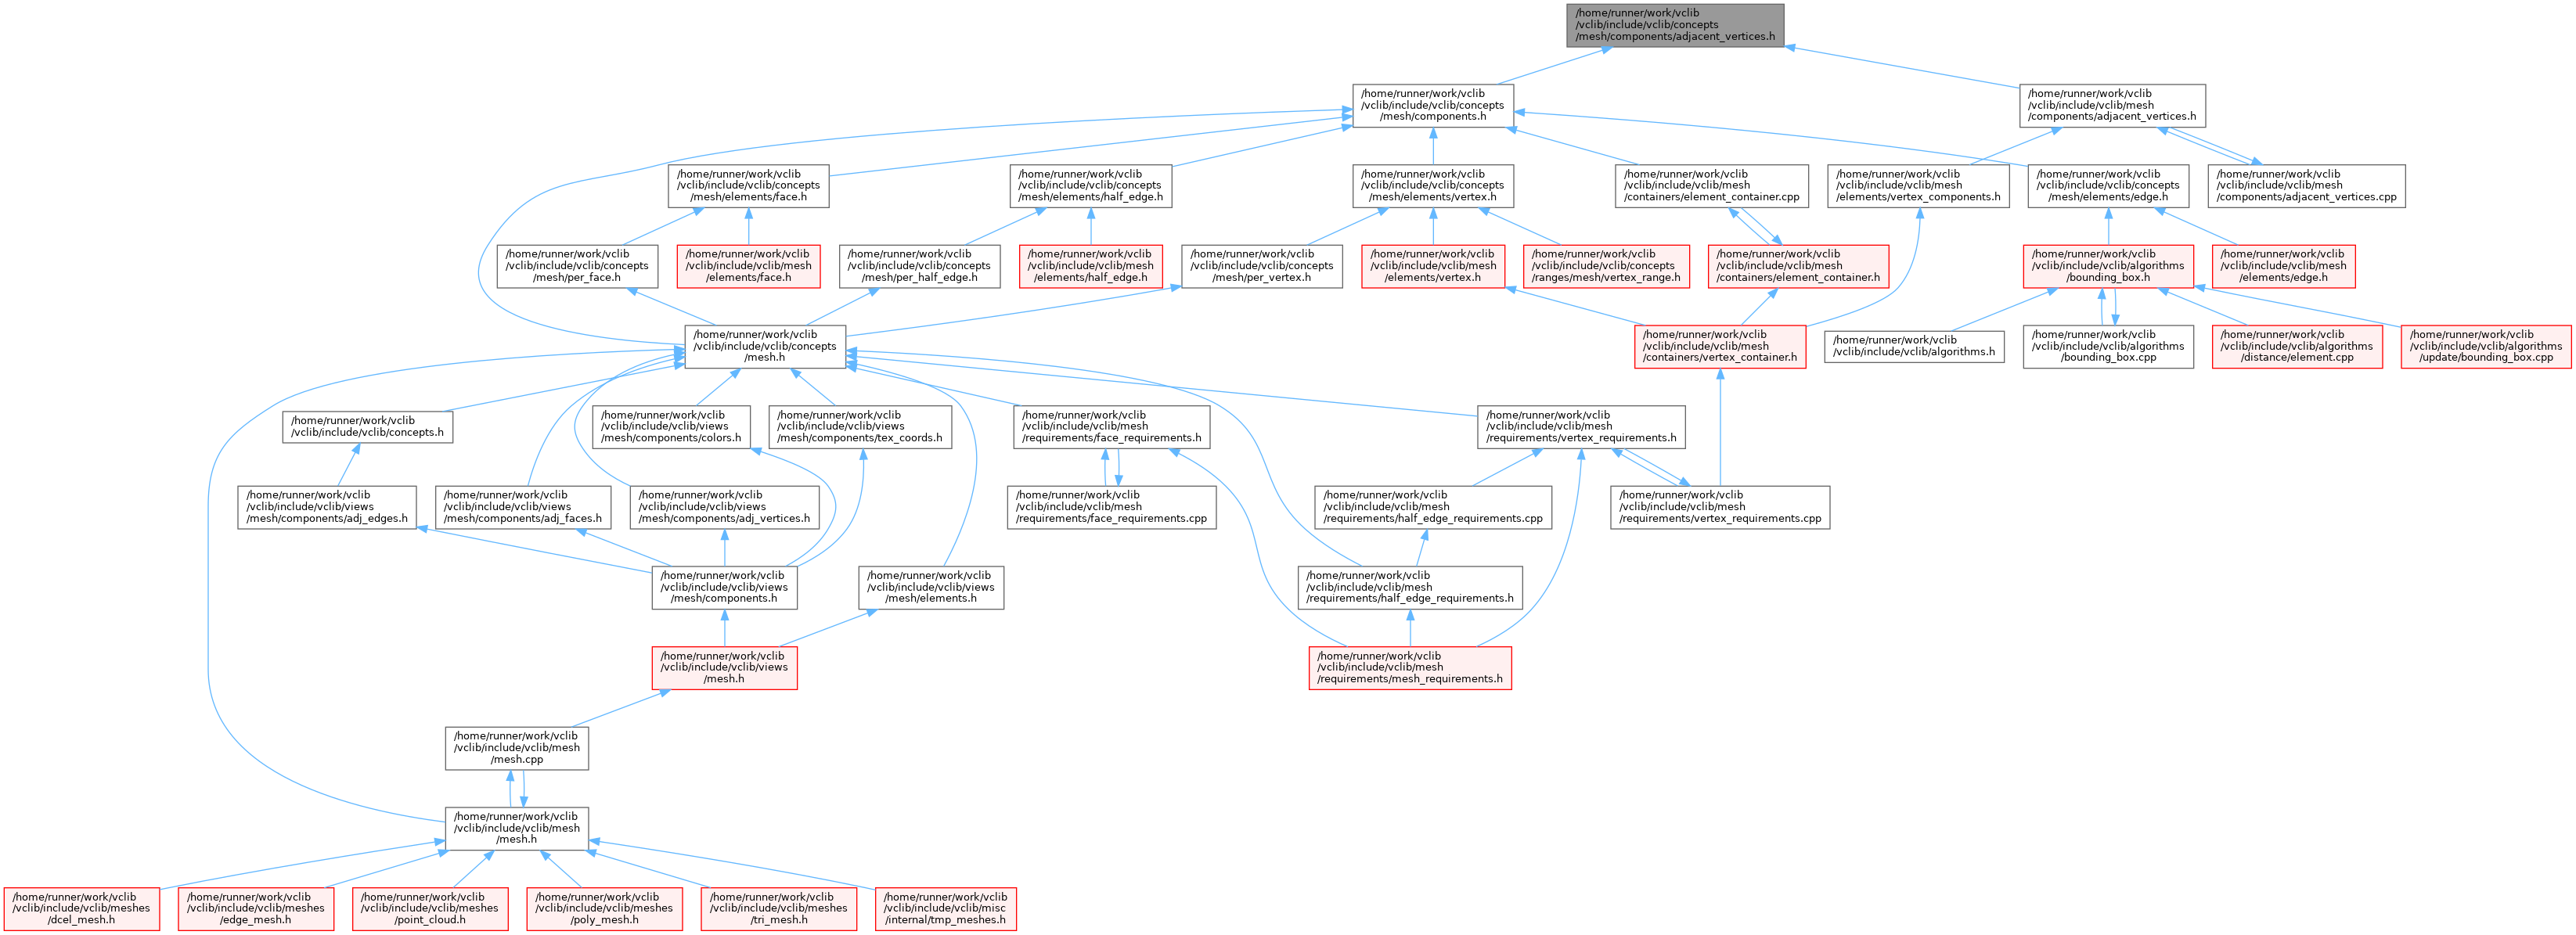 /home/runner/work/vclib
/vclib/include/vclib/concepts
/mesh/components/adjacent_vertices.h
/home/runner/work/vclib
/vclib/include/vclib/concepts
/mesh/components.h
/home/runner/work/vclib
/vclib/include/vclib/mesh
/components/adjacent_vertices.h
/home/runner/work/vclib
/vclib/include/vclib/concepts
/mesh/elements/face.h
/home/runner/work/vclib
/vclib/include/vclib/concepts
/mesh/elements/half_edge.h
/home/runner/work/vclib
/vclib/include/vclib/concepts
/mesh/elements/vertex.h
/home/runner/work/vclib
/vclib/include/vclib/mesh
/containers/element_container.cpp
/home/runner/work/vclib
/vclib/include/vclib/mesh
/elements/vertex_components.h
/home/runner/work/vclib
/vclib/include/vclib/concepts
/mesh/elements/edge.h
/home/runner/work/vclib
/vclib/include/vclib/mesh
/components/adjacent_vertices.cpp
/home/runner/work/vclib
/vclib/include/vclib/concepts
/mesh/per_face.h
/home/runner/work/vclib
/vclib/include/vclib/mesh
/elements/face.h
/home/runner/work/vclib
/vclib/include/vclib/concepts
/mesh/per_half_edge.h
/home/runner/work/vclib
/vclib/include/vclib/mesh
/elements/half_edge.h
/home/runner/work/vclib
/vclib/include/vclib/concepts
/mesh/per_vertex.h
/home/runner/work/vclib
/vclib/include/vclib/mesh
/elements/vertex.h
/home/runner/work/vclib
/vclib/include/vclib/concepts
/ranges/mesh/vertex_range.h
/home/runner/work/vclib
/vclib/include/vclib/mesh
/containers/element_container.h
/home/runner/work/vclib
/vclib/include/vclib/algorithms
/bounding_box.h
/home/runner/work/vclib
/vclib/include/vclib/mesh
/elements/edge.h
/home/runner/work/vclib
/vclib/include/vclib/concepts
/mesh.h
/home/runner/work/vclib
/vclib/include/vclib/mesh
/containers/vertex_container.h
/home/runner/work/vclib
/vclib/include/vclib/algorithms.h
/home/runner/work/vclib
/vclib/include/vclib/algorithms
/bounding_box.cpp
/home/runner/work/vclib
/vclib/include/vclib/algorithms
/distance/element.cpp
/home/runner/work/vclib
/vclib/include/vclib/algorithms
/update/bounding_box.cpp
/home/runner/work/vclib
/vclib/include/vclib/concepts.h
/home/runner/work/vclib
/vclib/include/vclib/views
/mesh/components/colors.h
/home/runner/work/vclib
/vclib/include/vclib/views
/mesh/components/tex_coords.h
/home/runner/work/vclib
/vclib/include/vclib/mesh
/requirements/face_requirements.h
/home/runner/work/vclib
/vclib/include/vclib/mesh
/requirements/vertex_requirements.h
/home/runner/work/vclib
/vclib/include/vclib/views
/mesh/components/adj_edges.h
/home/runner/work/vclib
/vclib/include/vclib/views
/mesh/components/adj_faces.h
/home/runner/work/vclib
/vclib/include/vclib/views
/mesh/components/adj_vertices.h
/home/runner/work/vclib
/vclib/include/vclib/mesh
/requirements/face_requirements.cpp
/home/runner/work/vclib
/vclib/include/vclib/mesh
/requirements/half_edge_requirements.cpp
/home/runner/work/vclib
/vclib/include/vclib/mesh
/requirements/vertex_requirements.cpp
/home/runner/work/vclib
/vclib/include/vclib/views
/mesh/components.h
/home/runner/work/vclib
/vclib/include/vclib/views
/mesh/elements.h
/home/runner/work/vclib
/vclib/include/vclib/mesh
/requirements/half_edge_requirements.h
/home/runner/work/vclib
/vclib/include/vclib/views
/mesh.h
/home/runner/work/vclib
/vclib/include/vclib/mesh
/requirements/mesh_requirements.h
/home/runner/work/vclib
/vclib/include/vclib/mesh
/mesh.cpp
/home/runner/work/vclib
/vclib/include/vclib/mesh
/mesh.h
/home/runner/work/vclib
/vclib/include/vclib/meshes
/dcel_mesh.h
/home/runner/work/vclib
/vclib/include/vclib/meshes
/edge_mesh.h
/home/runner/work/vclib
/vclib/include/vclib/meshes
/point_cloud.h
/home/runner/work/vclib
/vclib/include/vclib/meshes
/poly_mesh.h
/home/runner/work/vclib
/vclib/include/vclib/meshes
/tri_mesh.h
/home/runner/work/vclib
/vclib/include/vclib/misc
/internal/tmp_meshes.h